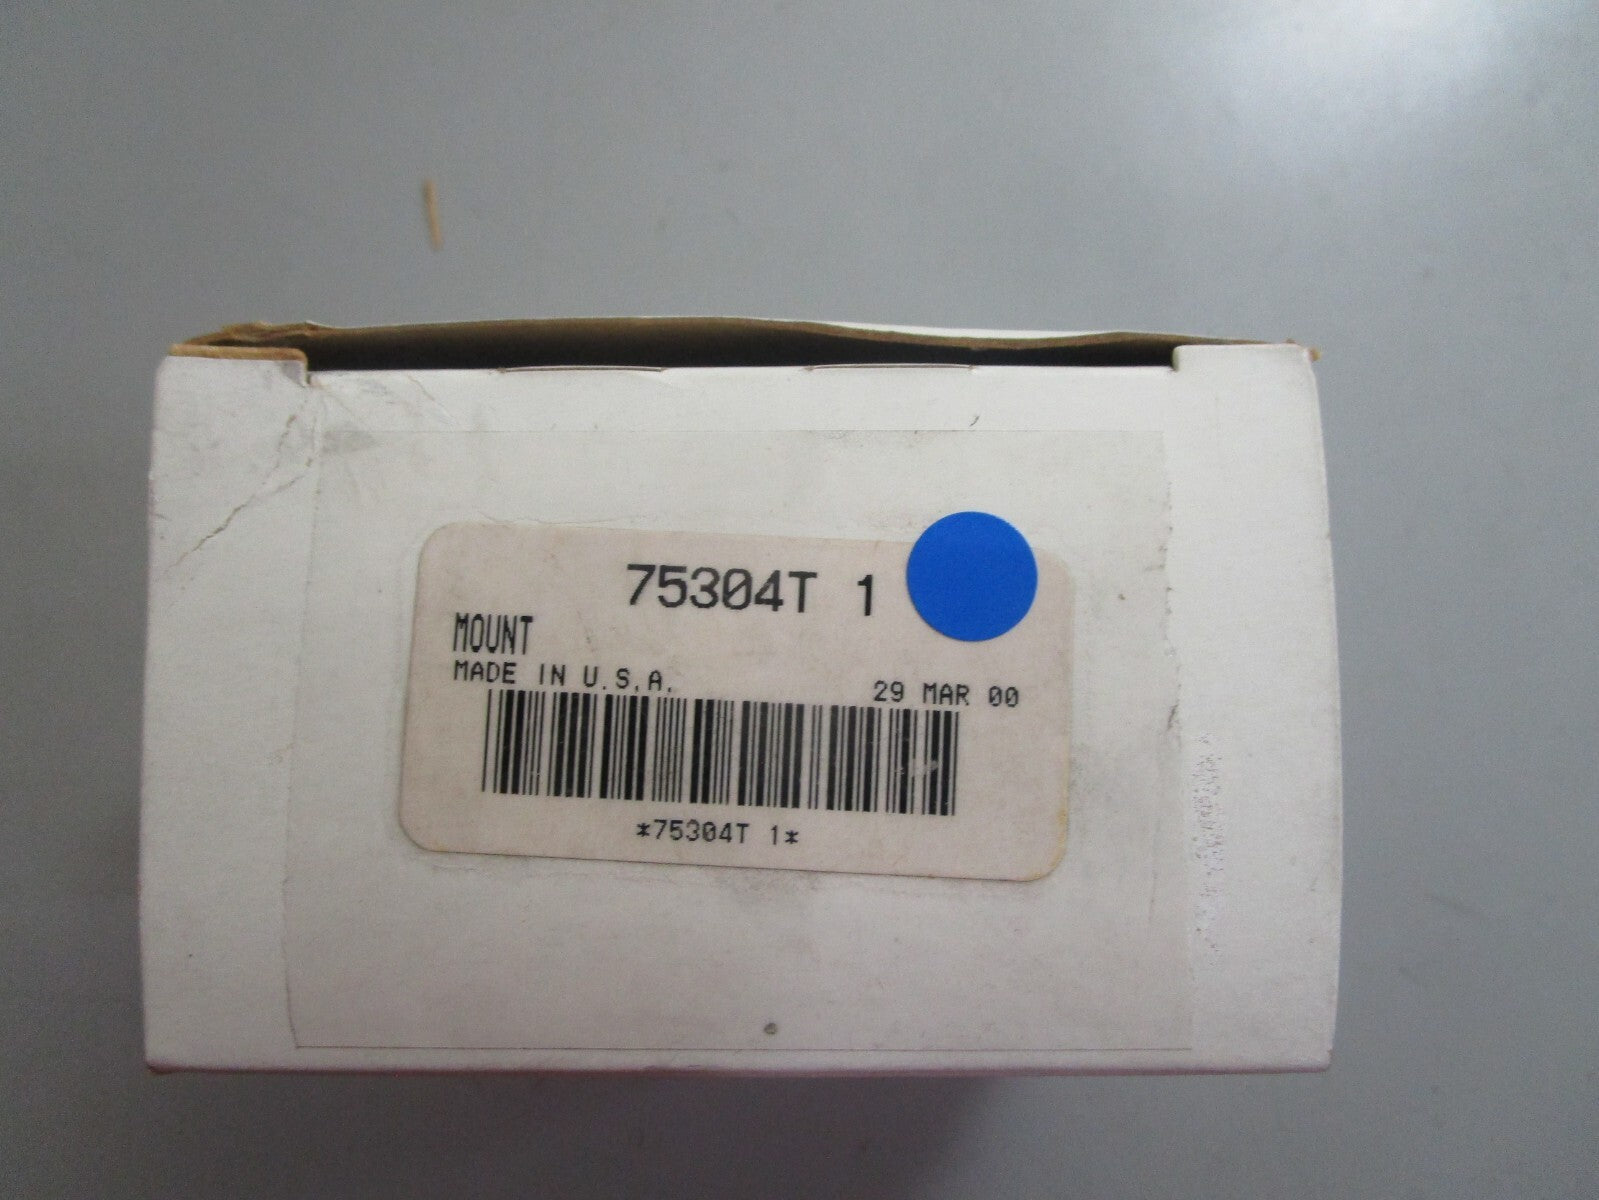 75304T 1
MOUNT
MADE IN U.S.A.
29 MAR 00
*75304T 1*